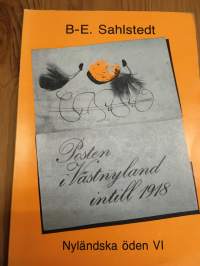 B-E. Sahlstedt
Posten
i Västnyland
intill 1918
Nyländska öden VI